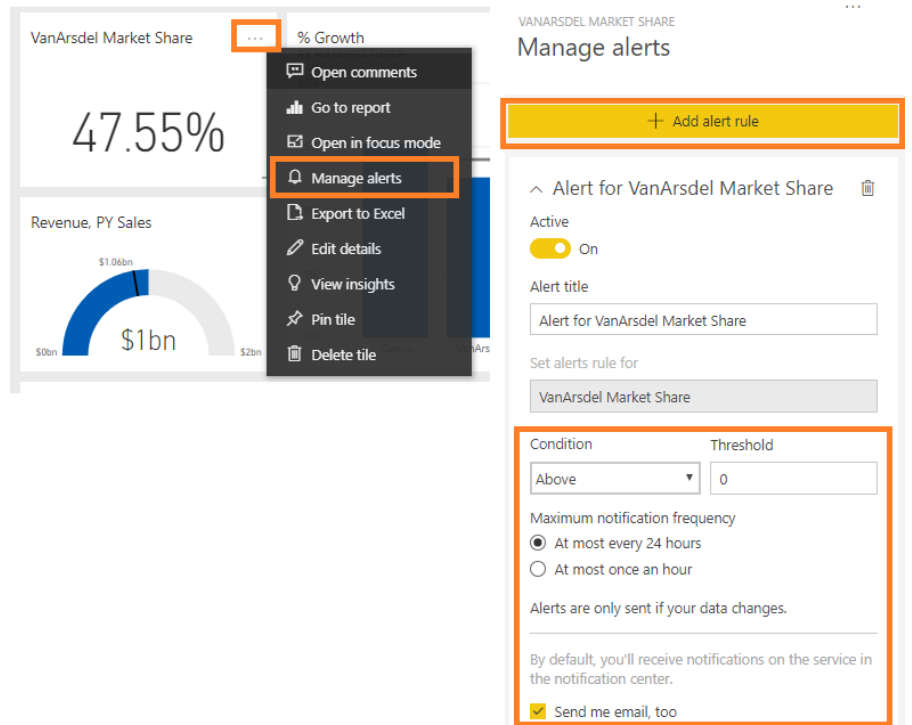 VanArsdel Market Share
...
% Growth
47.55%
Open comments
Go to report
Open in focus mode
Manage alerts
Export to Excel
Edit details
View insights
Pin tile
Delete tile
Revenue, PY Sales
$1.06bn
$1bn
$0bn
$2bn
VanArs
...
VANARSDEL MARKET SHARE
Manage alerts
+ Add alert rule
Alert for VanArsdel Market Share
Active
On
Alert title
Alert for VanArsdel Market Share
Set alerts rule for
VanArsdel Market Share
Condition
Threshold
Above
0
Maximum notification frequency
At most every 24 hours
At most once an hour
Alerts are only sent if your data changes.
By default, you'll receive notifications on the service in
the notification center.
Send me email, too